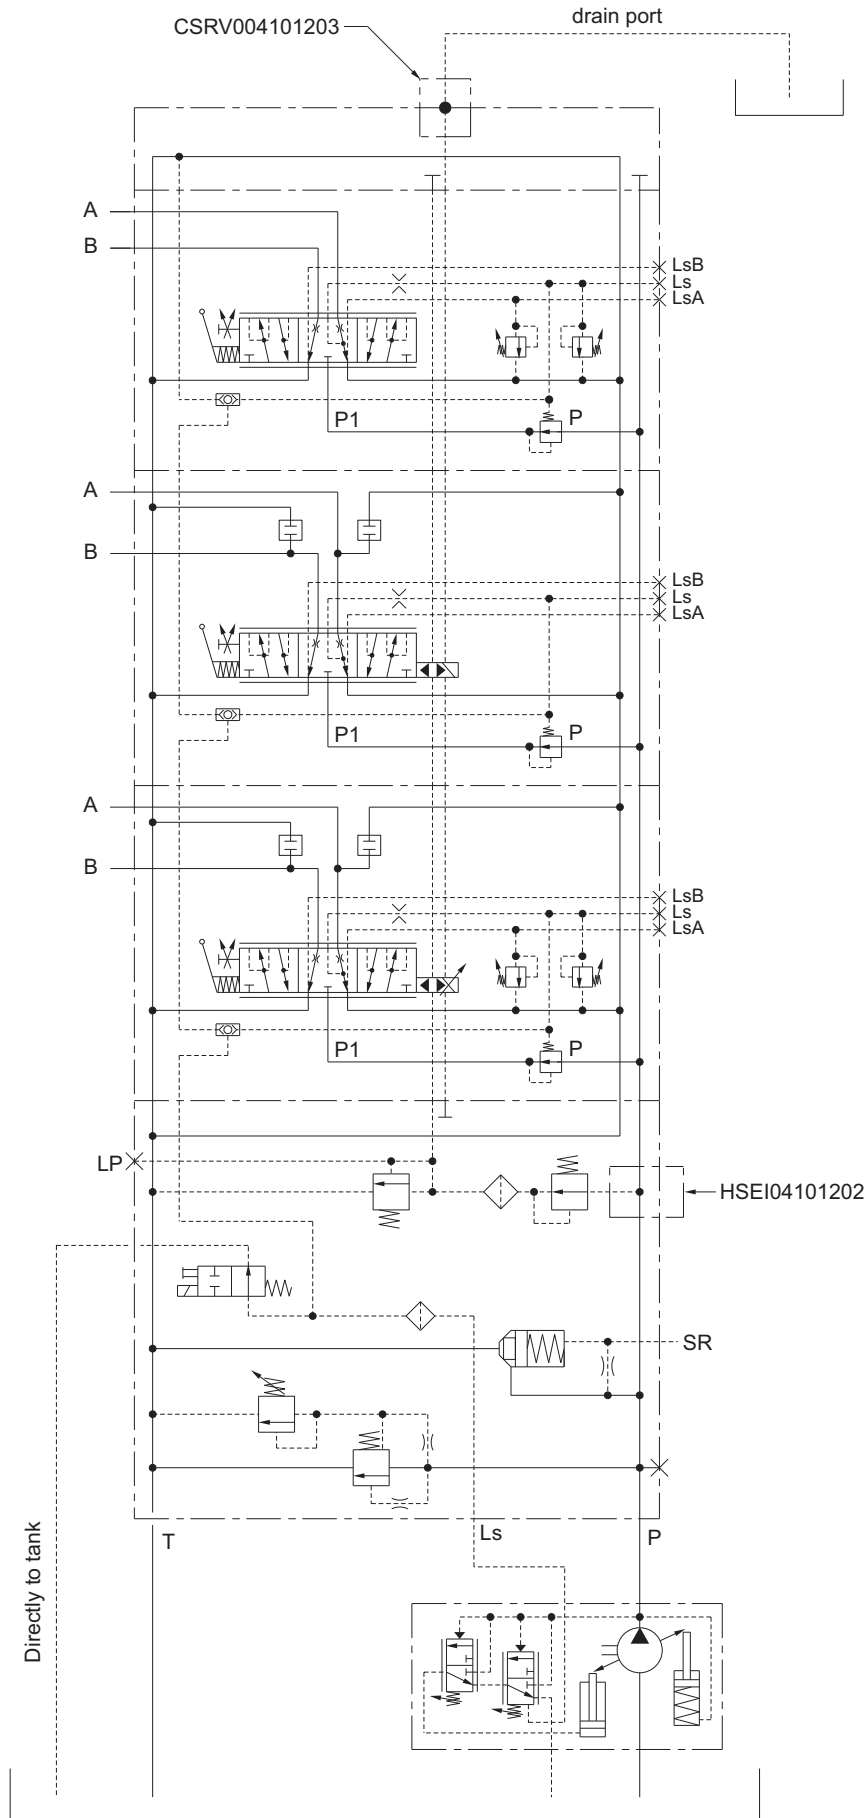 drain port
CSRV004101203
A
B
LsB
Ls
LsA
P1
P
A
B
LsB
Ls
LsA
P1
P
A
B
LsB
Ls
LsA
P1
P
LP
HSEI04101202
SR
T
Ls
P
Directly to tank